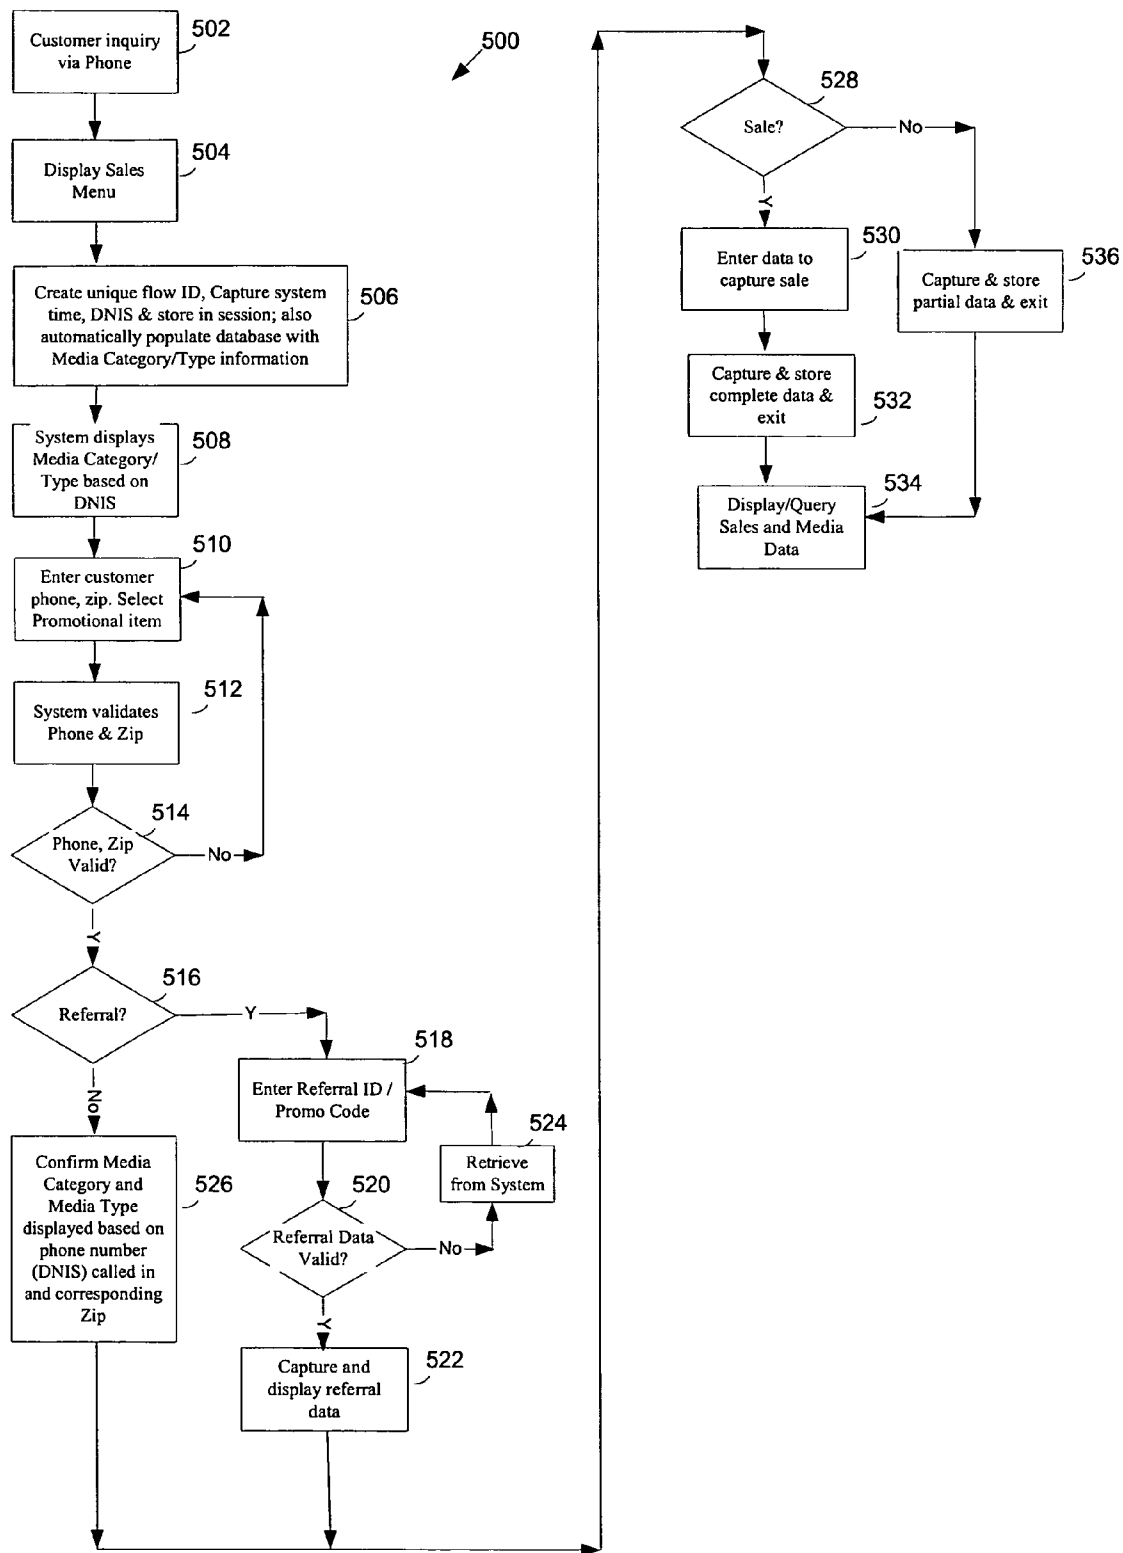 Customer inquiry
via Phone
502
500
Display Sales
Menu
504
Create unique flow ID, Capture system
time, DNIS & store in session; also
automatically populate database with
Media Category/Type information
506
System displays
Media Category/
Type based on
DNIS
508
510
Enter customer
phone, zip. Select
Promotional item
System validates
Phone & Zip
512
514
Phone, Zip
Valid?
No
Y
516
Referral?
Y
No
518
Enter Referral ID /
Promo Code
524
Retrieve
from System
520
Referral Data
Valid?
No
Y
Confirm Media
Category and
Media Type
displayed based on
phone number
(DNIS) called in
and corresponding
Zip
526
Capture and
display referral
data
522
528
Sale?
No
Y
530
Enter data to
capture sale
536
Capture & store
partial data & exit
Capture & store
complete data &
exit
532
534
Display/Query
Sales and Media
Data